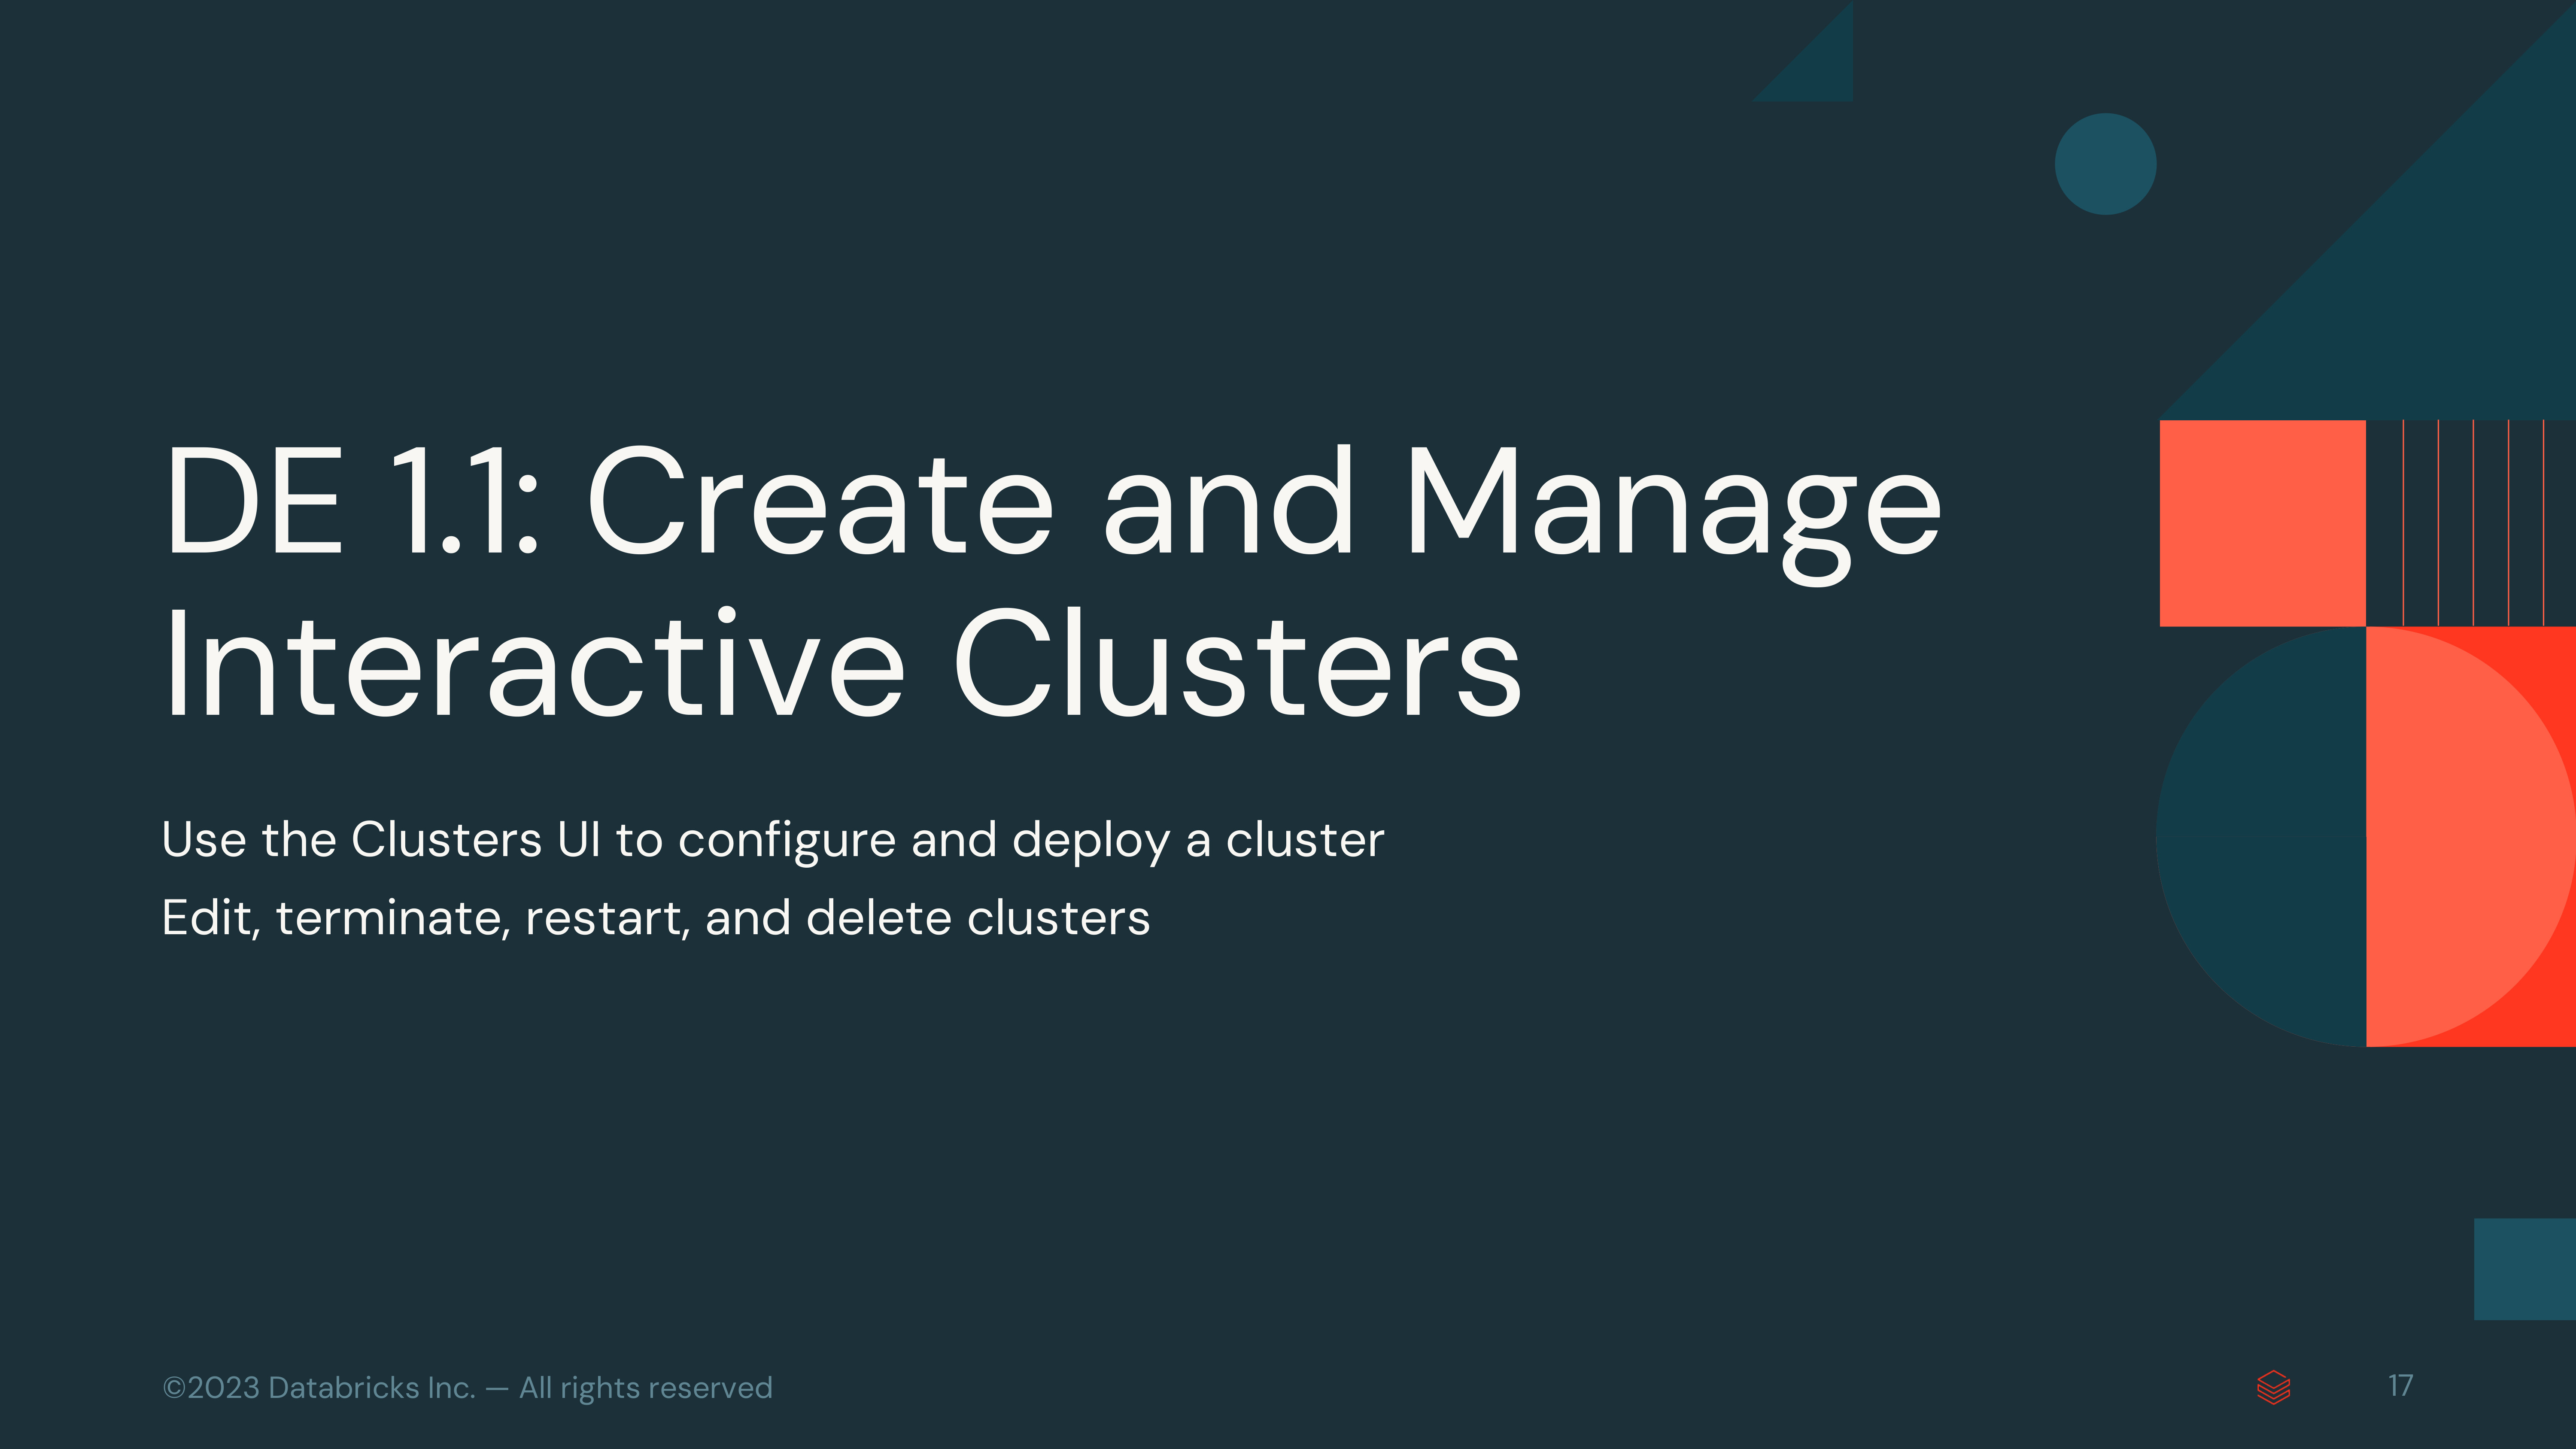 DE 1.1: Create and Manage
Interactive Clusters
Use the Clusters UI to configure and deploy a cluster
Edit, terminate, restart, and delete clusters
©2023 Databricks Inc. — All rights reserved
17